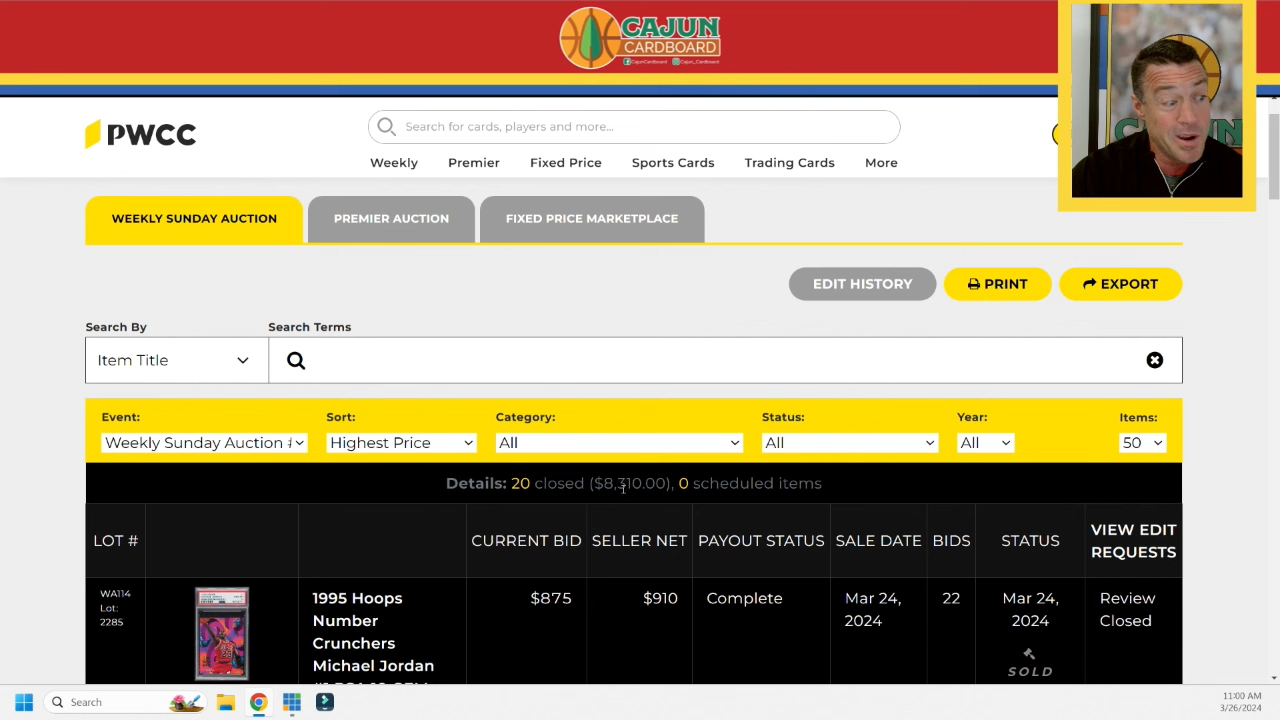 CAJUN
CARDBOARD
CajunCardboard Cajun_Cardboard
PWCC
Search for cards, players and more...
Weekly Premier Fixed Price Sports Cards Trading Cards More
WEEKLY SUNDAY AUCTION PREMIER AUCTION FIXED PRICE MARKETPLACE
EDIT HISTORY PRINT EXPORT
Search By Search Terms
Item Title
Event: Sort: Category: Status: Year: Items:
Weekly Sunday Auction Highest Price All All All 50
Details: 20 closed ($8,310.00), 0 scheduled items
LOT # CURRENT BID SELLER NET PAYOUT STATUS SALE DATE BIDS STATUS VIEW EDIT REQUESTS
WA114
Lot:
2285
1995 Hoops
Number
Crunchers
Michael Jordan
$875 $910 Complete Mar 24,
2024
22 Mar 24,
2024
SOLD
Review
Closed
Search
11:00 AM
3/26/2024